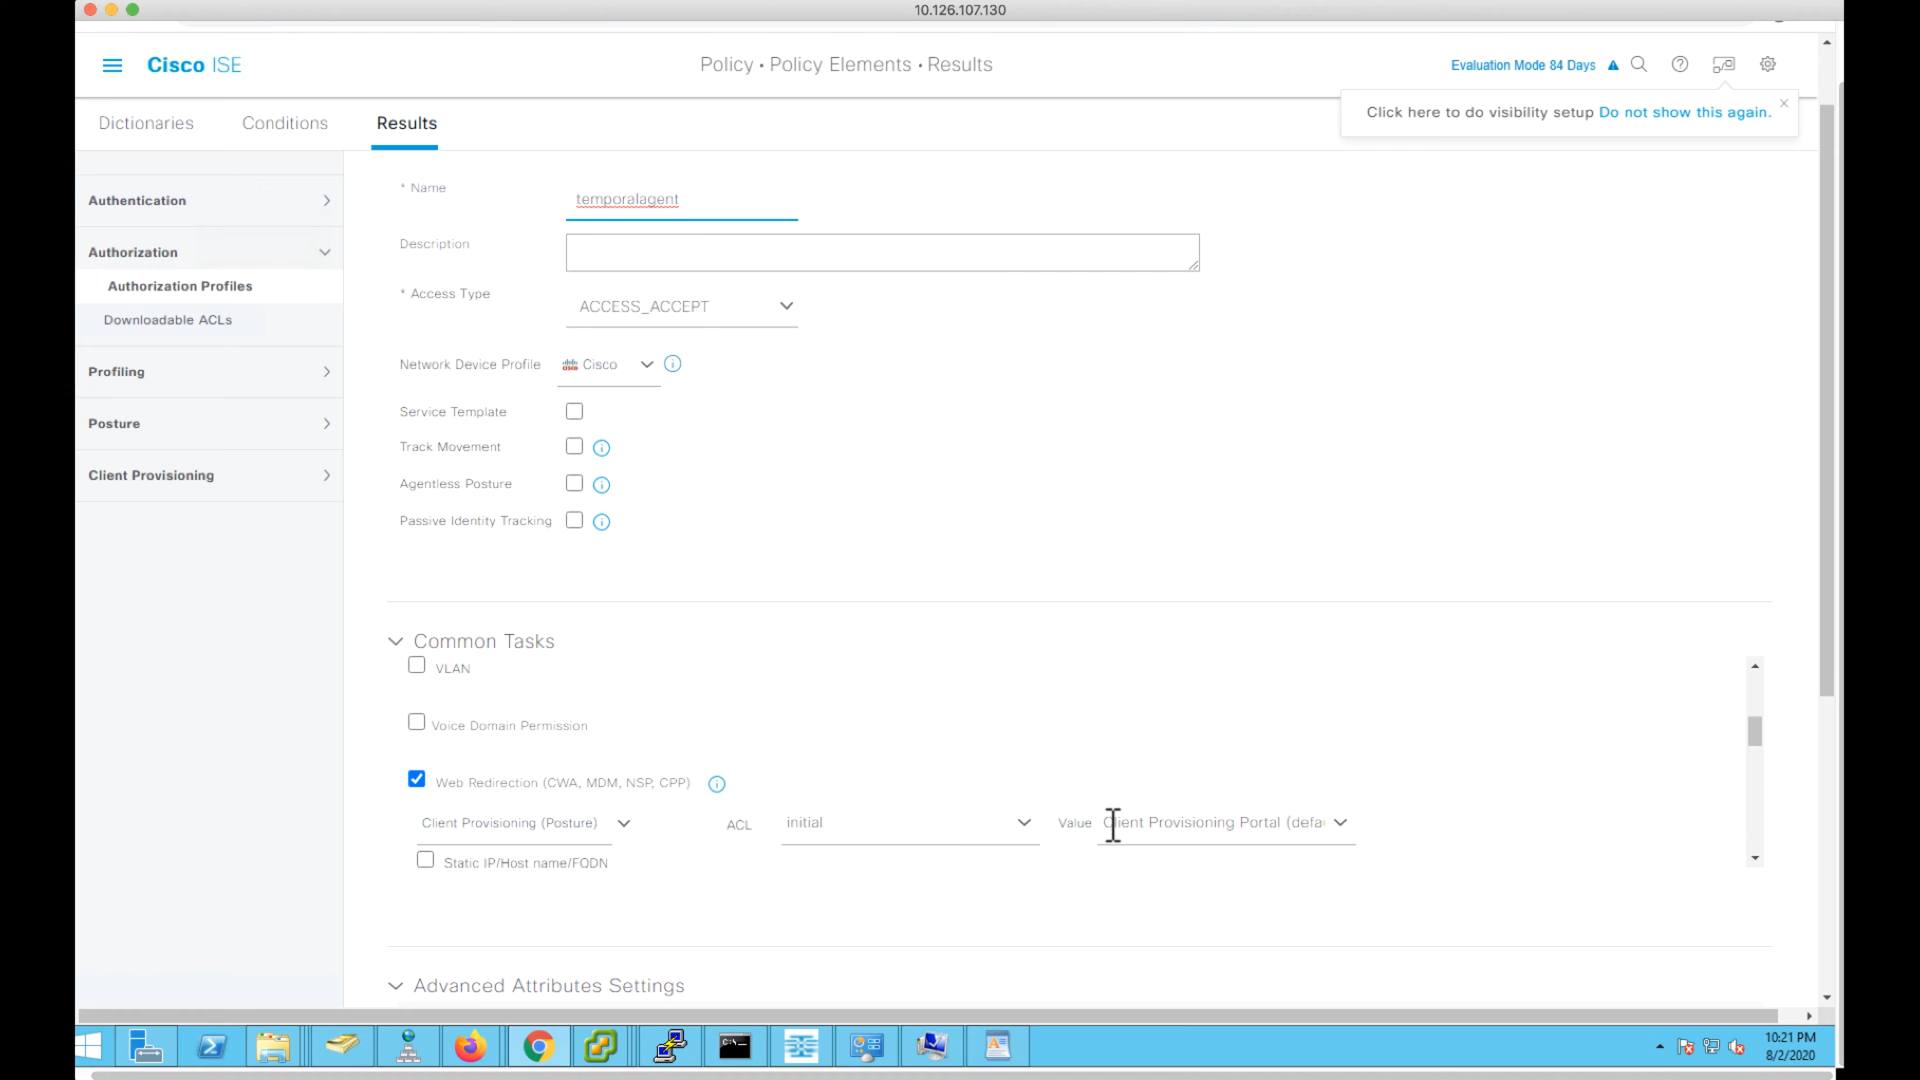 10.126.107.130
Cisco ISE
Policy • Policy Elements • Results
Evaluation Mode 84 Days
Click here to do visibility setup Do not show this again.
Dictionaries
Conditions
Results
Authentication
Authorization
Authorization Profiles
Downloadable ACLs
Profiling
Posture
Client Provisioning
* Name
temporalagent
Description
* Access Type
ACCESS_ACCEPT
Network Device Profile
Cisco
Service Template
Track Movement
Agentless Posture
Passive Identity Tracking
Common Tasks
VLAN
Voice Domain Permission
Web Redirection (CWA, MDM, NSP, CPP)
Client Provisioning (Posture)
ACL
initial
Value
Client Provisioning Portal (defau
Static IP/Host name/FQDN
Advanced Attributes Settings
10:21 PM
8/2/2020